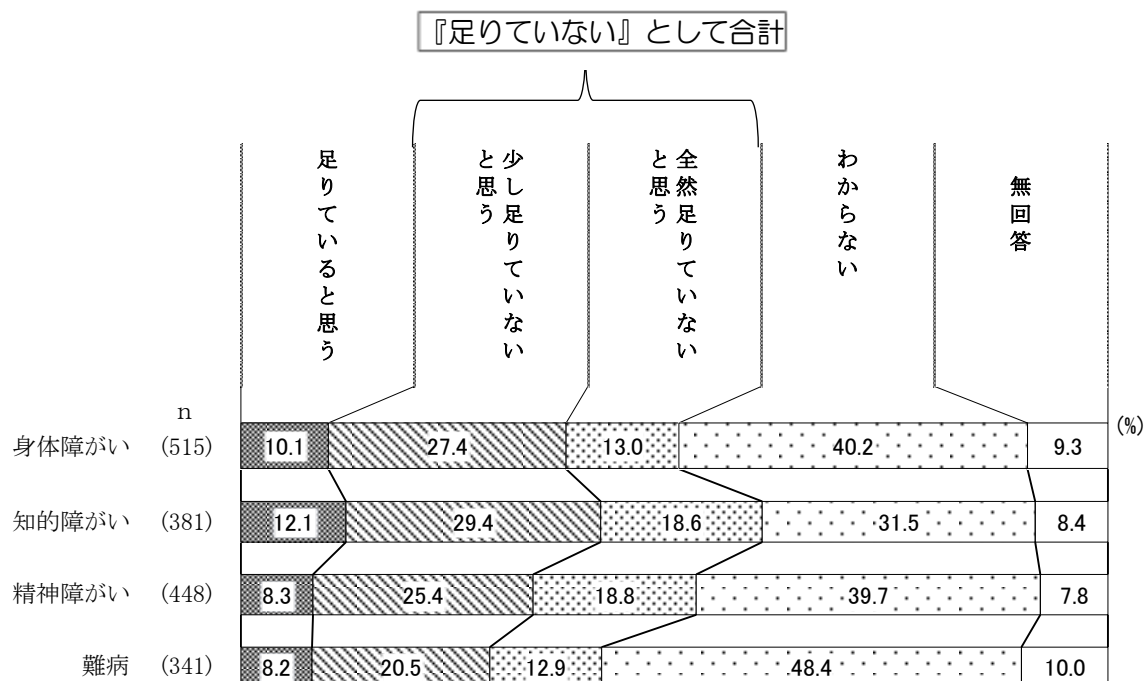 『足りていない』として合計
足りていると思う
少し足りていない
と思う
全然足りていない
と思う
わからない
無回答
n
(%)
身体障がい (515) 10.1 27.4 13.0 40.2 9.3
知的障がい (381) 12.1 29.4 18.6 31.5 8.4
精神障がい (448) 8.3 25.4 18.8 39.7 7.8
難病 (341) 8.2 20.5 12.9 48.4 10.0